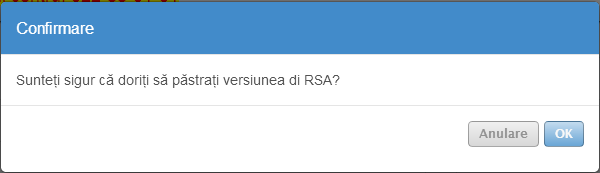 Confirmare
Sunteți sigur că doriți să păstrați versiunea di RSA?
Anulare
OK